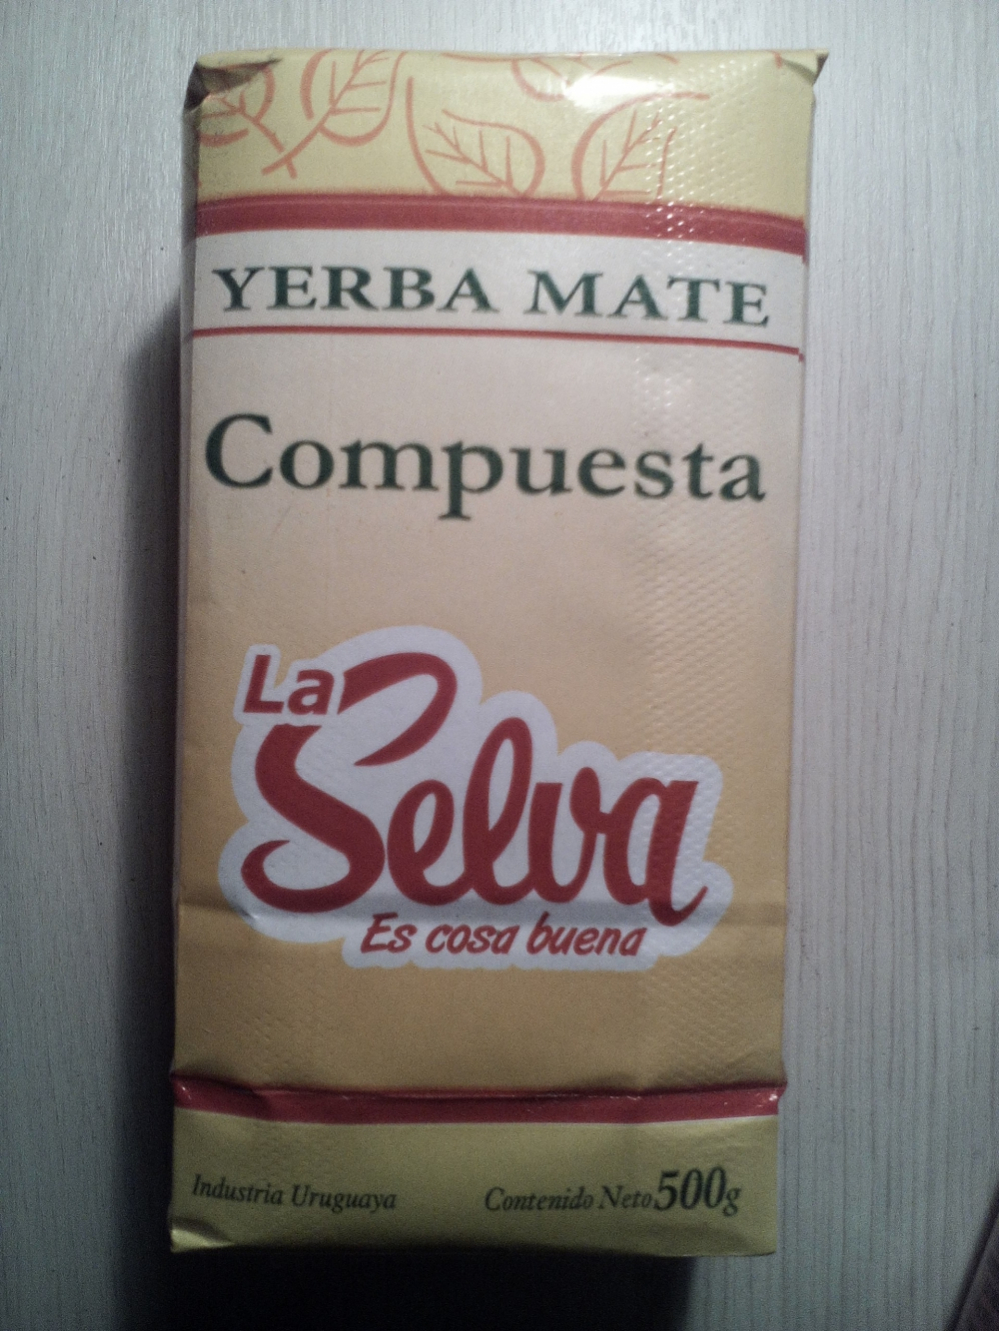 YERBA MATE
Compuesta
La
Selva
Es cosa buena
Industria Uruguaya
Contenido Neto 500g